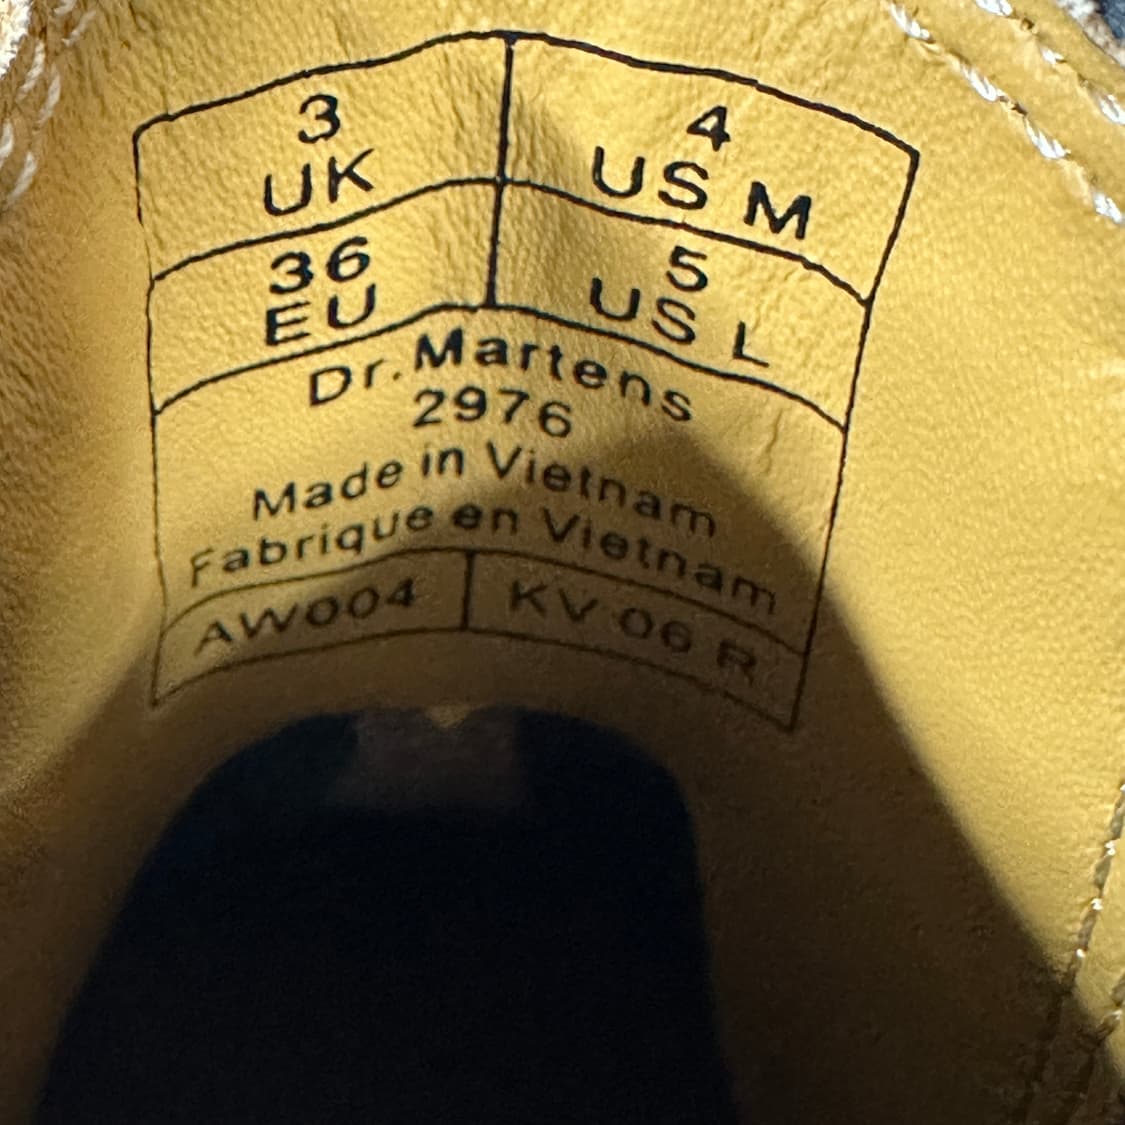 3 UK
4 US M
36 EU
5 US L
Dr. Martens
2976
Made in Vietnam
Fabrique en Vietnam
AW004
KV 06 R